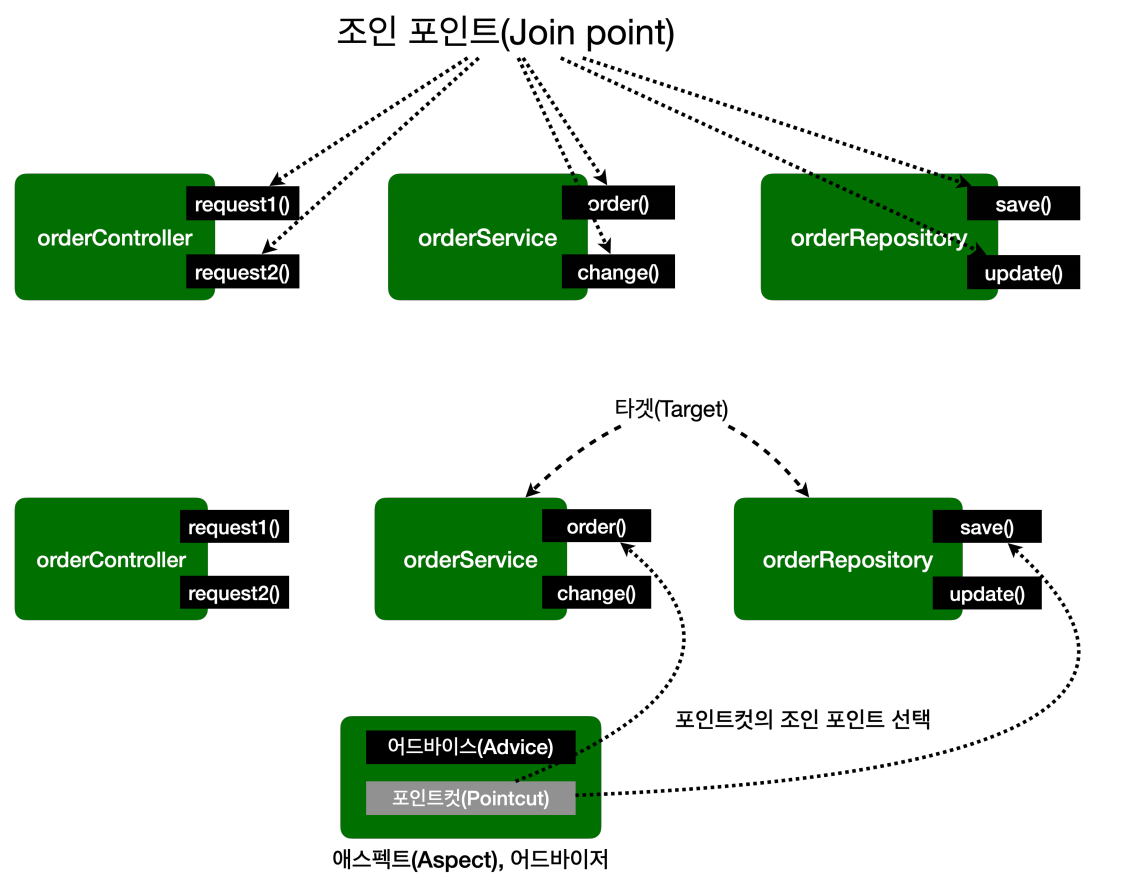 조인 포인트(Join point)
request1()
orderController
request2()
order()
orderService
change()
save()
orderRepository
update()
타겟(Target)
request1()
orderController
request2()
order()
orderService
change()
save()
orderRepository
update()
포인트컷의 조인 포인트 선택
어드바이스(Advice)
포인트컷(Pointcut)
애스펙트(Aspect), 어드바이저